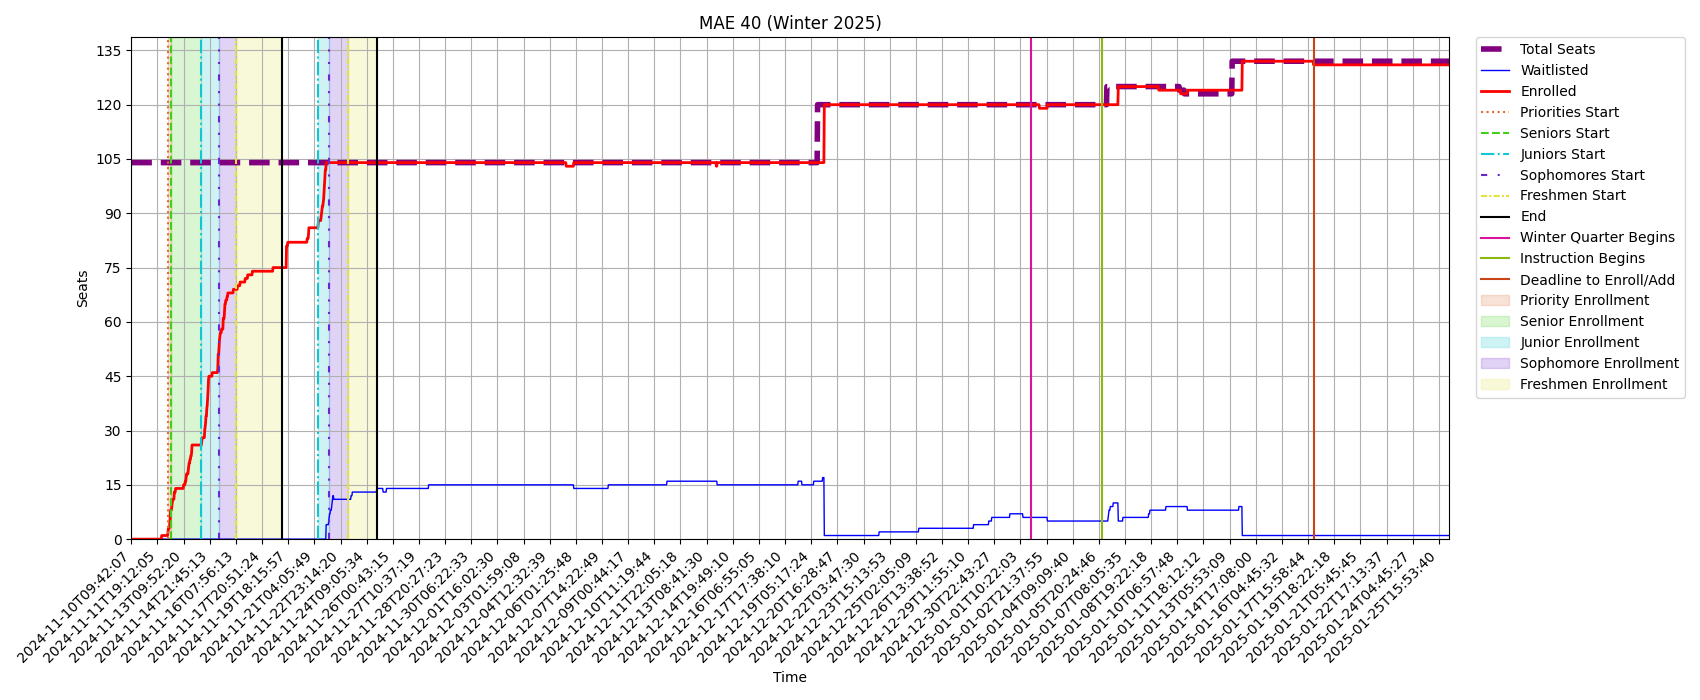 MAE 40 (Winter 2025)
Seats
135
120
105
90
75
60
45
30
15
0
2024-11-10T09:42:07
2024-11-11T19:12:05
2024-11-13T09:52:20
2024-11-14T21:45:13
2024-11-16T07:56:13
2024-11-17T20:51:24
2024-11-19T18:15:57
2024-11-21T04:05:49
2024-11-22T23:14:20
2024-11-24T09:05:34
2024-11-26T00:43:15
2024-11-27T10:37:19
2024-11-28T20:27:23
2024-11-30T06:22:33
2024-12-01T16:02:30
2024-12-03T01:59:08
2024-12-04T12:32:39
2024-12-06T01:25:48
2024-12-07T14:22:49
2024-12-09T00:44:17
2024-12-10T11:19:44
2024-12-11T22:05:18
2024-12-13T08:41:30
2024-12-14T19:49:10
2024-12-16T06:55:05
2024-12-17T17:38:10
2024-12-19T05:17:24
2024-12-20T16:28:47
2024-12-22T03:47:30
2024-12-23T15:13:53
2024-12-25T02:05:09
2024-12-26T13:38:52
2024-12-29T11:55:10
2024-12-30T22:43:27
2025-01-01T10:22:03
2025-01-02T21:37:55
2025-01-04T09:09:40
2025-01-05T20:24:46
2025-01-07T08:05:35
2025-01-08T19:22:18
2025-01-10T06:57:48
2025-01-11T18:12:12
2025-01-13T05:53:09
2025-01-14T17:08:00
2025-01-16T04:45:32
2025-01-17T15:58:44
2025-01-19T18:22:18
2025-01-21T05:45:45
2025-01-22T17:13:37
2025-01-24T04:45:27
2025-01-25T15:53:40
Time
Total Seats
Waitlisted
Enrolled
Priorities Start
Seniors Start
Juniors Start
Sophomores Start
Freshmen Start
End
Winter Quarter Begins
Instruction Begins
Deadline to Enroll/Add
Priority Enrollment
Senior Enrollment
Junior Enrollment
Sophomore Enrollment
Freshmen Enrollment